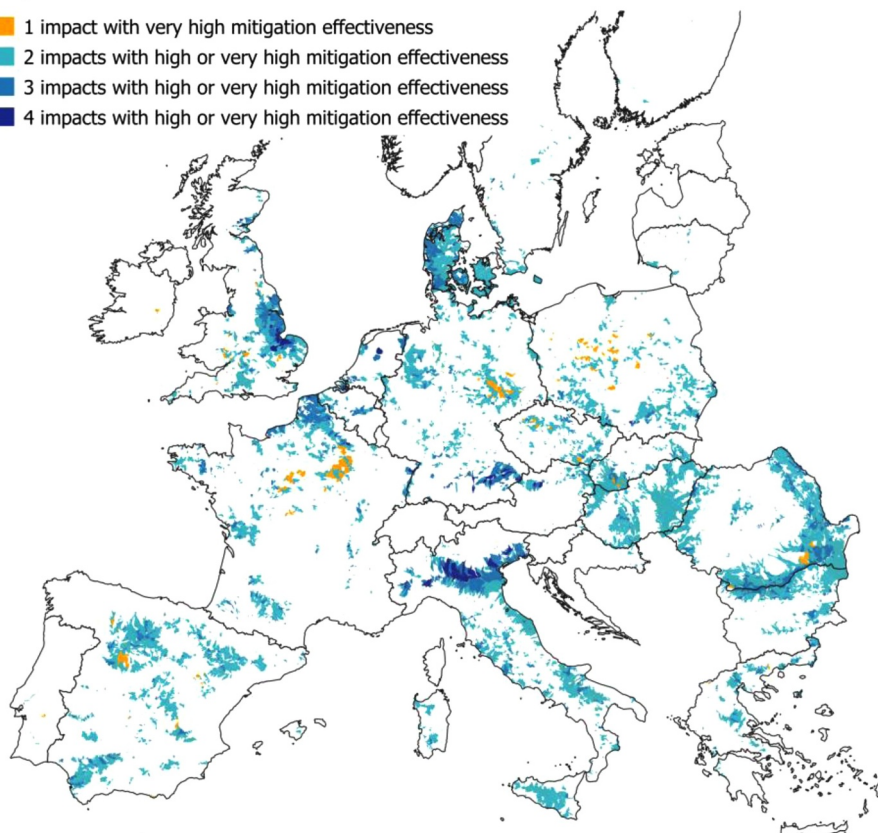 1 impact with very high mitigation effectiveness
2 impacts with high or very high mitigation effectiveness
3 impacts with high or very high mitigation effectiveness
4 impacts with high or very high mitigation effectiveness